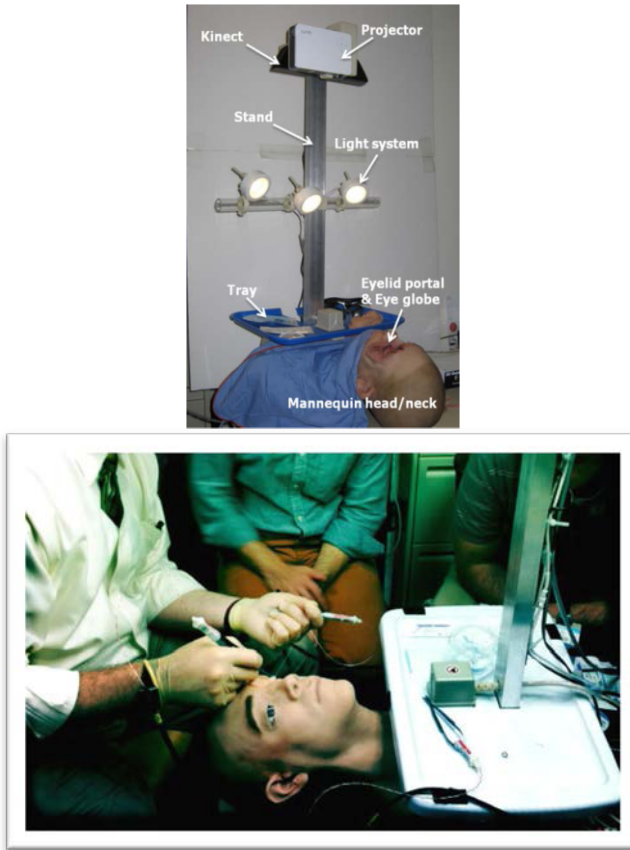 Projector
Kinect
Stand
Light system
Eyelid portal
& Eye globe
Tray
Mannequin head/neck